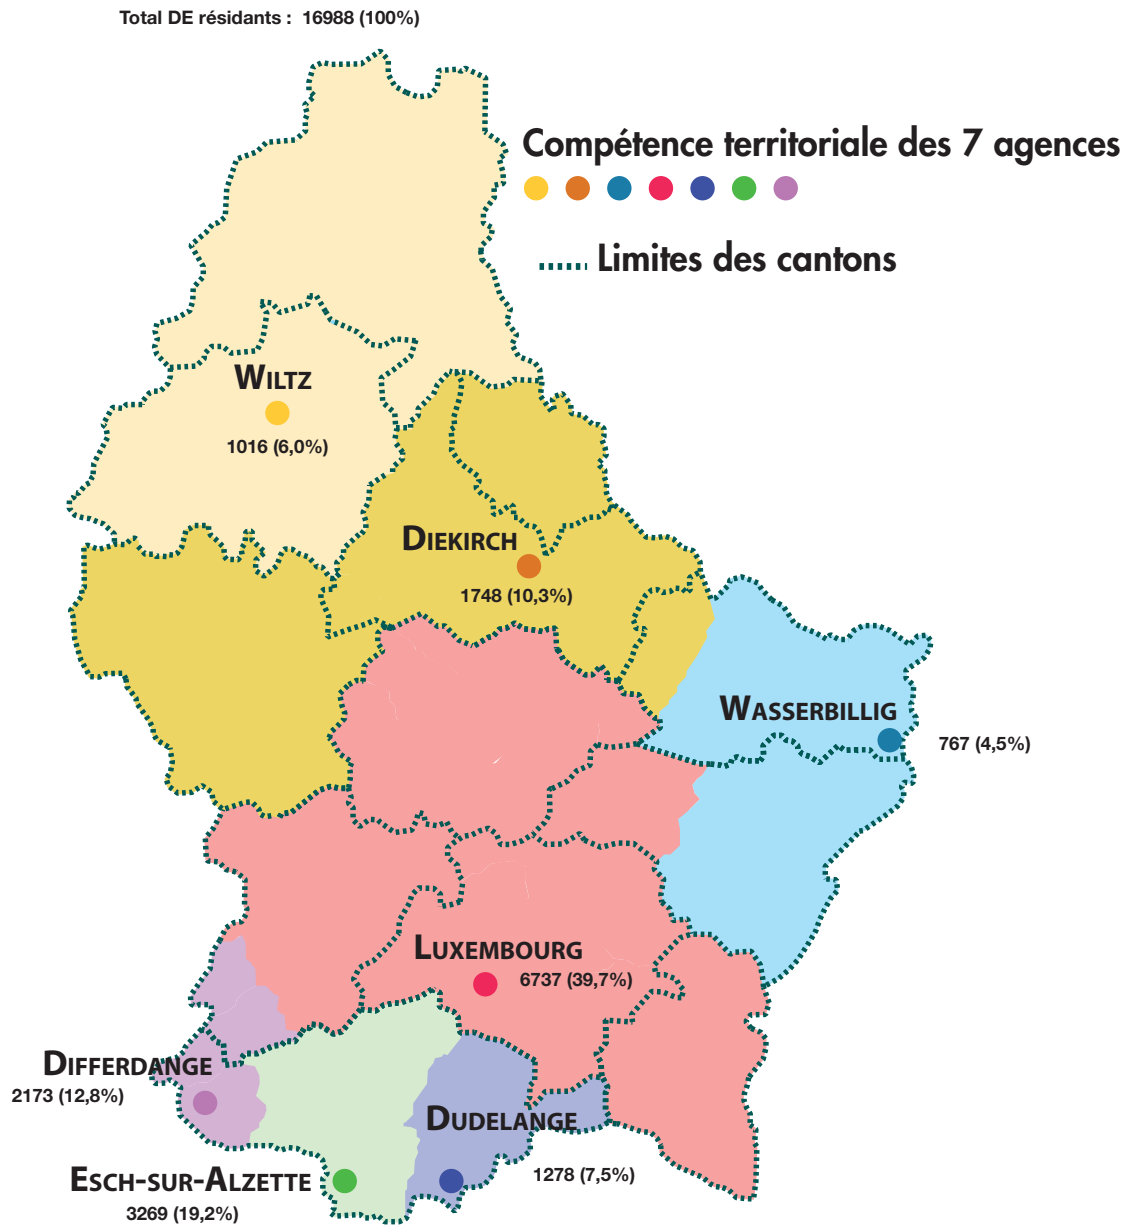 Total DE résidants : 16988 (100%)
Compétence territoriale des 7 agences
Limites des cantons
WILTZ
1016 (6,0%)
DIEKIRCH
1748 (10,3%)
WASSERBILLIG
767 (4,5%)
LUXEMBOURG
6737 (39,7%)
DIFFERDANGE
2173 (12,8%)
DUDELANGE
1278 (7,5%)
ESCH-SUR-ALZETTE
3269 (19,2%)